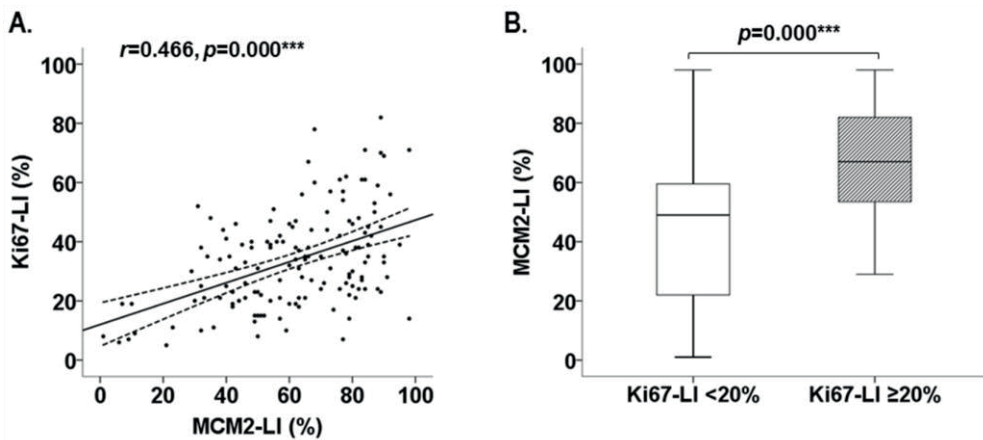 A.
r=0.466, p=0.000***
100
80
60
40
20
0
Ki67-LI (%)
0 20 40 60 80 100
MCM2-LI (%)
B.
p=0.000***
100
80
60
40
20
0
MCM2-LI (%)
Ki67-LI <20% Ki67-LI ≥20%